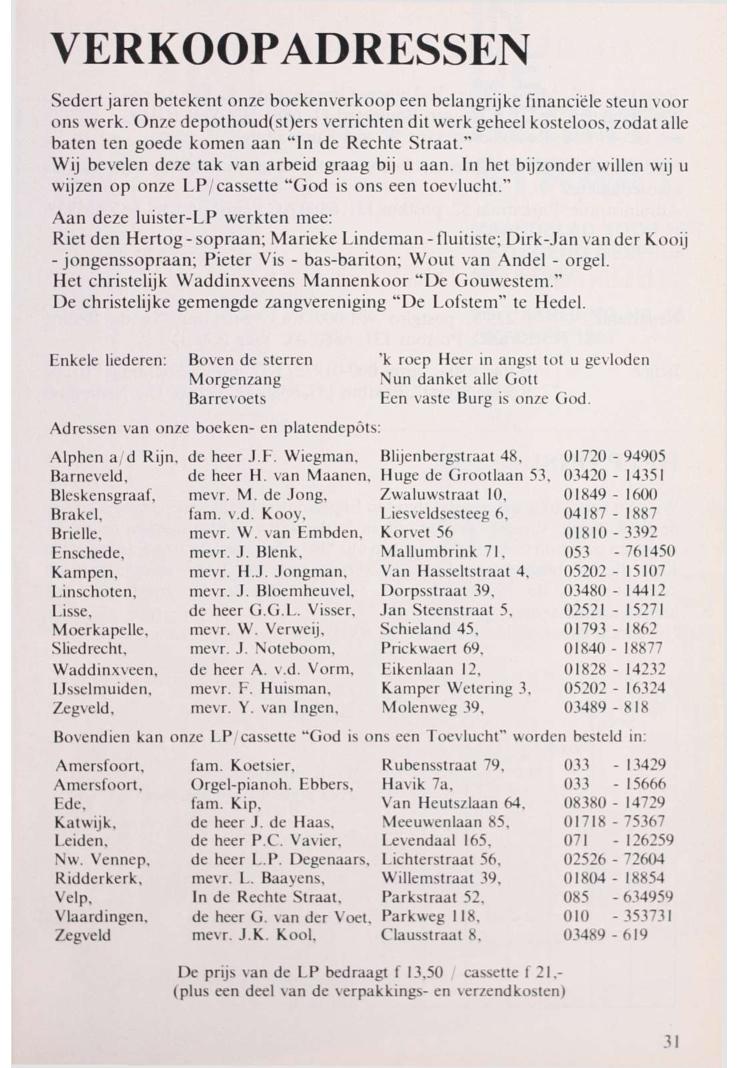 VERKOOPADRESSEN
Sedert jaren betekent onze boekenverkoop een belangrijke financiële steun voor
ons werk. Onze depothoud(st)ers verrichten dit werk geheel kosteloos, zodat alle
baten ten goede komen aan “In de Rechte Straat.”
Wij bevelen deze tak van arbeid graag bij u aan. In het bijzonder willen wij u
wijzen op onze LP/cassette “God is ons een toevlucht.”
Aan deze luister-LP werkten mee:
Riet den Hertog - sopraan; Marieke Lindeman - fluitiste; Dirk-Jan van der Kooij
- jongenssopraan; Pieter Vis - bas-bariton; Wout van Andel - orgel.
Het christelijk Waddinxveens Mannenkoor “De Gouwestem.”
De christelijke gemengde zangvereniging “De Lofstem” te Hedel.
Enkele liederen: Boven de sterren 'k roep Heer in angst tot u gevloden
Morgenzang Nun danket alle Gott
Barrevoets Een vaste Burg is onze God.
Adressen van onze boeken- en platendepôts:
Alphen a/d Rijn, de heer J.F. Wiegman, Blijenbergstraat 48, 01720 - 94905
Barneveld, de heer H. van Maanen, Huge de Grootlaan 53, 03420 - 14351
Bleskensgraaf, mevr. M. de Jong, Zwaluwstraat 10, 01849 - 1600
Brakel, fam. v.d. Kooy, Liesveldsesteeg 6, 04187 - 1887
Brielle, mevr. W. van Embden, Korvet 56 01810 - 3392
Enschede, mevr. J. Blenk, Mallumbrink 71, 053 - 761450
Kampen, mevr. H.J. Jongman, Van Hasseltstraat 4, 05202 - 15107
Linschoten, mevr. J. Bloemheuvel, Dorpsstraat 39, 03480 - 14412
Lisse, de heer G.G.L. Visser, Jan Steenstraat 5, 02521 - 15271
Moerkapelle, mevr. W. Verweij, Schieland 45, 01793 - 1862
Sliedrecht, mevr. J. Noteboom, Prickwaert 69, 01840 - 18877
Waddinxveen, de heer A. v.d. Vorm, Eikenlaan 12, 01828 - 14232
IJsselmuiden, mevr. F. Huisman, Kamper Wetering 3, 05202 - 16324
Zegveld, mevr. Y. van Ingen, Molenweg 39, 03489 - 818
Bovendien kan onze LP/cassette “God is ons een Toevlucht” worden besteld in:
Amersfoort, fam. Koetsier, Rubensstraat 79, 033 - 13429
Amersfoort, Orgel-pianoh. Ebbers, Havik 7a, 033 - 15666
Ede, fam. Kip, Van Heutszlaan 64, 08380 - 14729
Katwijk, de heer J. de Haas, Meeuwenlaan 85, 01718 - 75367
Leiden, de heer P.C. Vavier, Levendaal 165, 071 - 126259
Nw. Vennep, de heer L.P. Degenaars, Lichterstraat 56, 02526 - 72604
Ridderkerk, mevr. L. Baayens, Willemstraat 39, 01804 - 18854
Velp, In de Rechte Straat, Parkstraat 52, 085 - 634959
Vlaardingen, de heer G. van der Voet, Parkweg 118, 010 - 353731
Zegveld mevr. J.K. Kool, Clausstraat 8, 03489 - 619
De prijs van de LP bedraagt f 13,50 / cassette f 21,-
(plus een deel van de verpakkings- en verzendkosten)
31